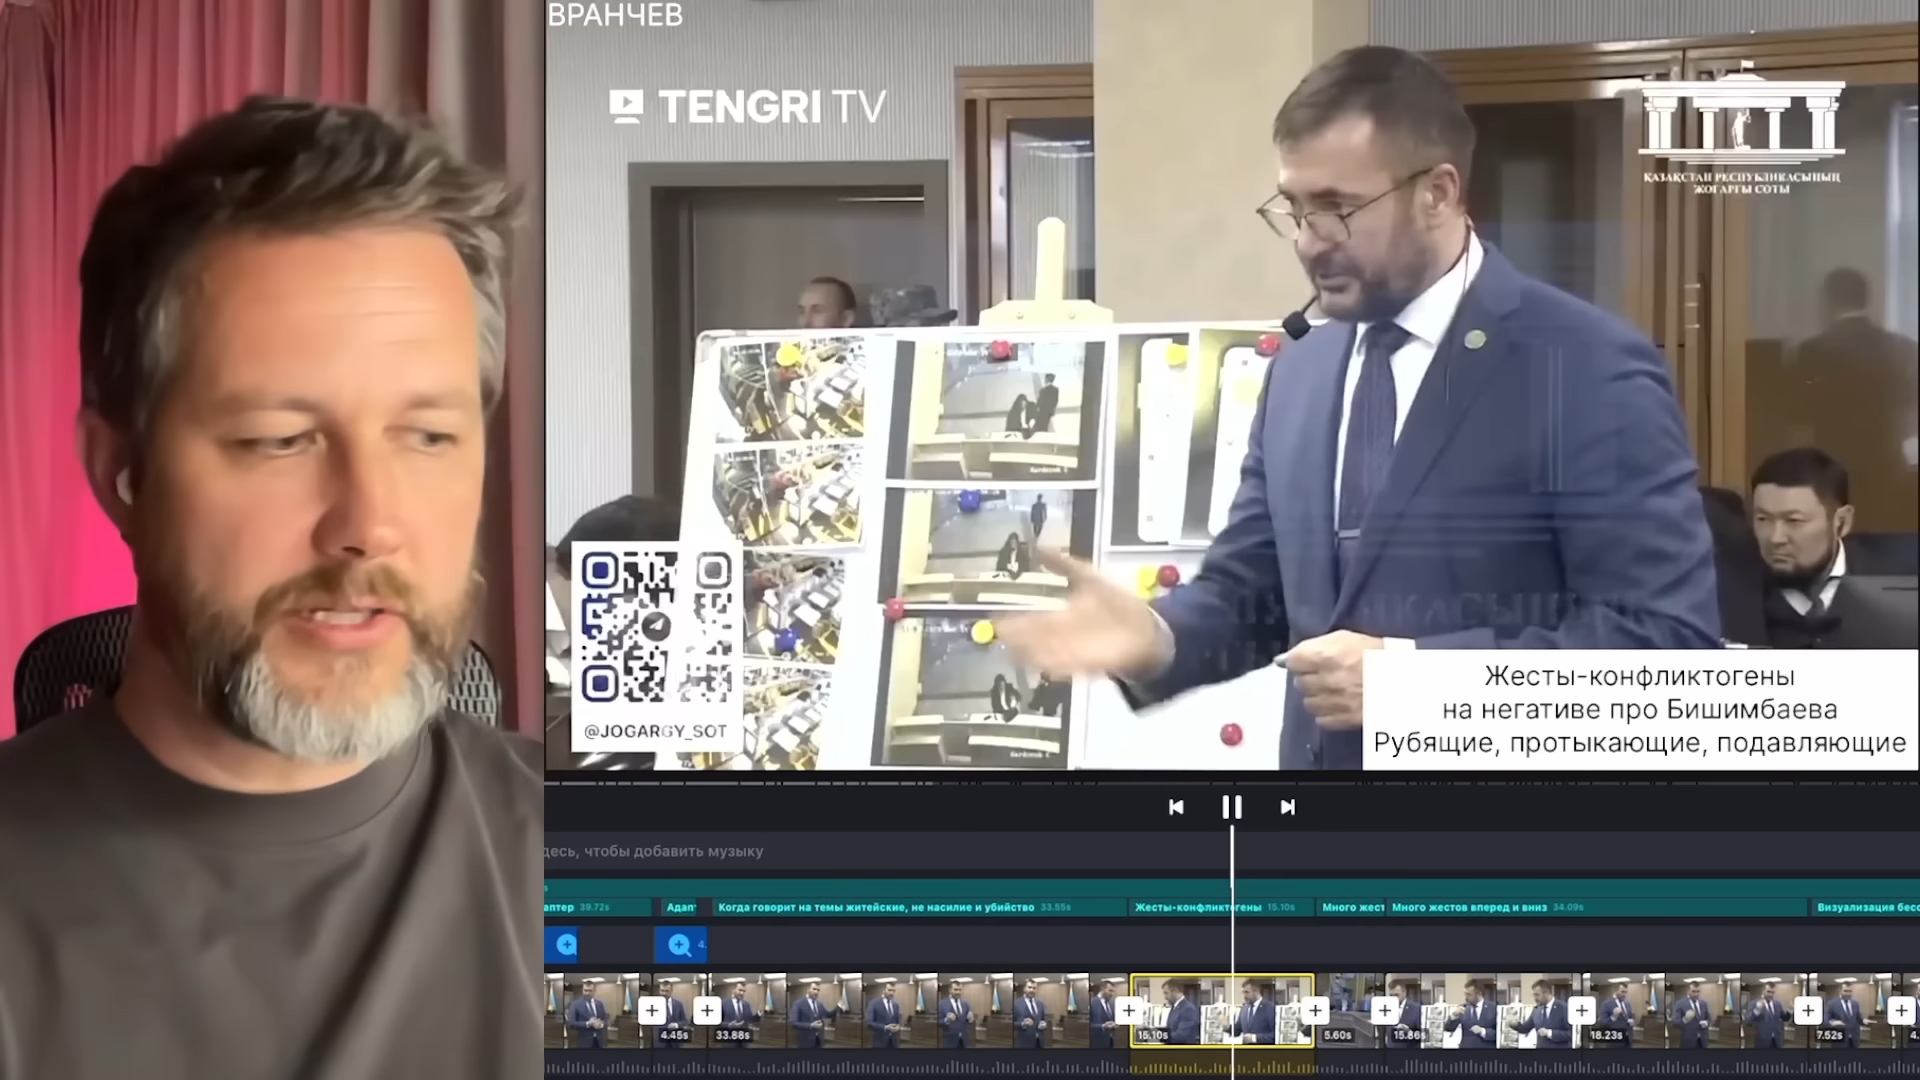 ВРАНЧЕВ
TENGRI TV
ҚАЗАҚСТАН РЕСПУБЛИКАСЫНЫҢ
ЖОҒАРҒЫ СОТЫ
@JOGARGY_SOT
Жесты-конфликтогены
на негативе про Бишимбаева
Рубящие, протыкающие, подавляющие
десь, чтобы добавить музыку
s
аптер 39.72s
Адап
Когда говорит на темы житейские, не насилие и убийство 33.55s
Жесты-конфликтогены 15.10s
Много жест
Много жестов вперед и вниз 34.09s
Визуализация бесс
4.
4.45s
33.88s
15.10s
5.60s
15.86s
18.23s
7.52s
4.